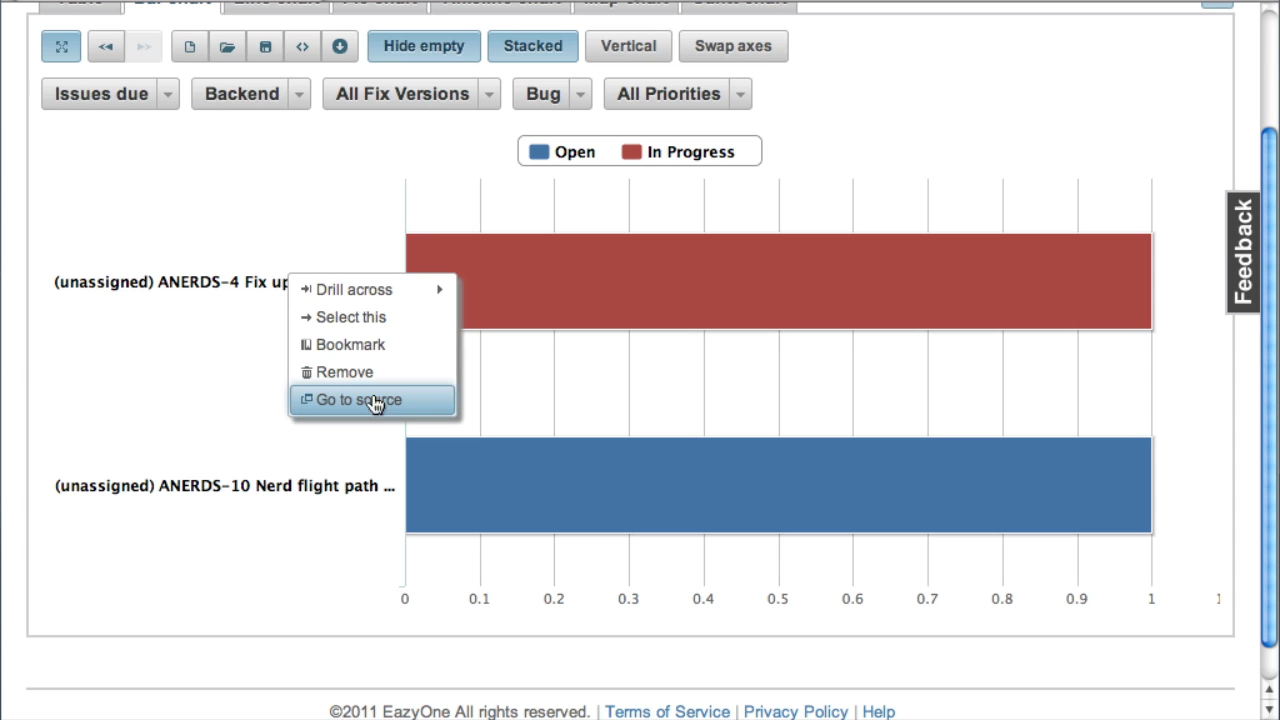 Hide empty Stacked Vertical Swap axes
Issues due Backend All Fix Versions Bug All Priorities
Open In Progress
(unassigned) ANERDS-4 Fix up
Drill across
Select this
Bookmark
Remove
Go to source
(unassigned) ANERDS-10 Nerd flight path ...
0 0.1 0.2 0.3 0.4 0.5 0.6 0.7 0.8 0.9 1
Feedback
©2011 EazyOne All rights reserved. | Terms of Service | Privacy Policy | Help